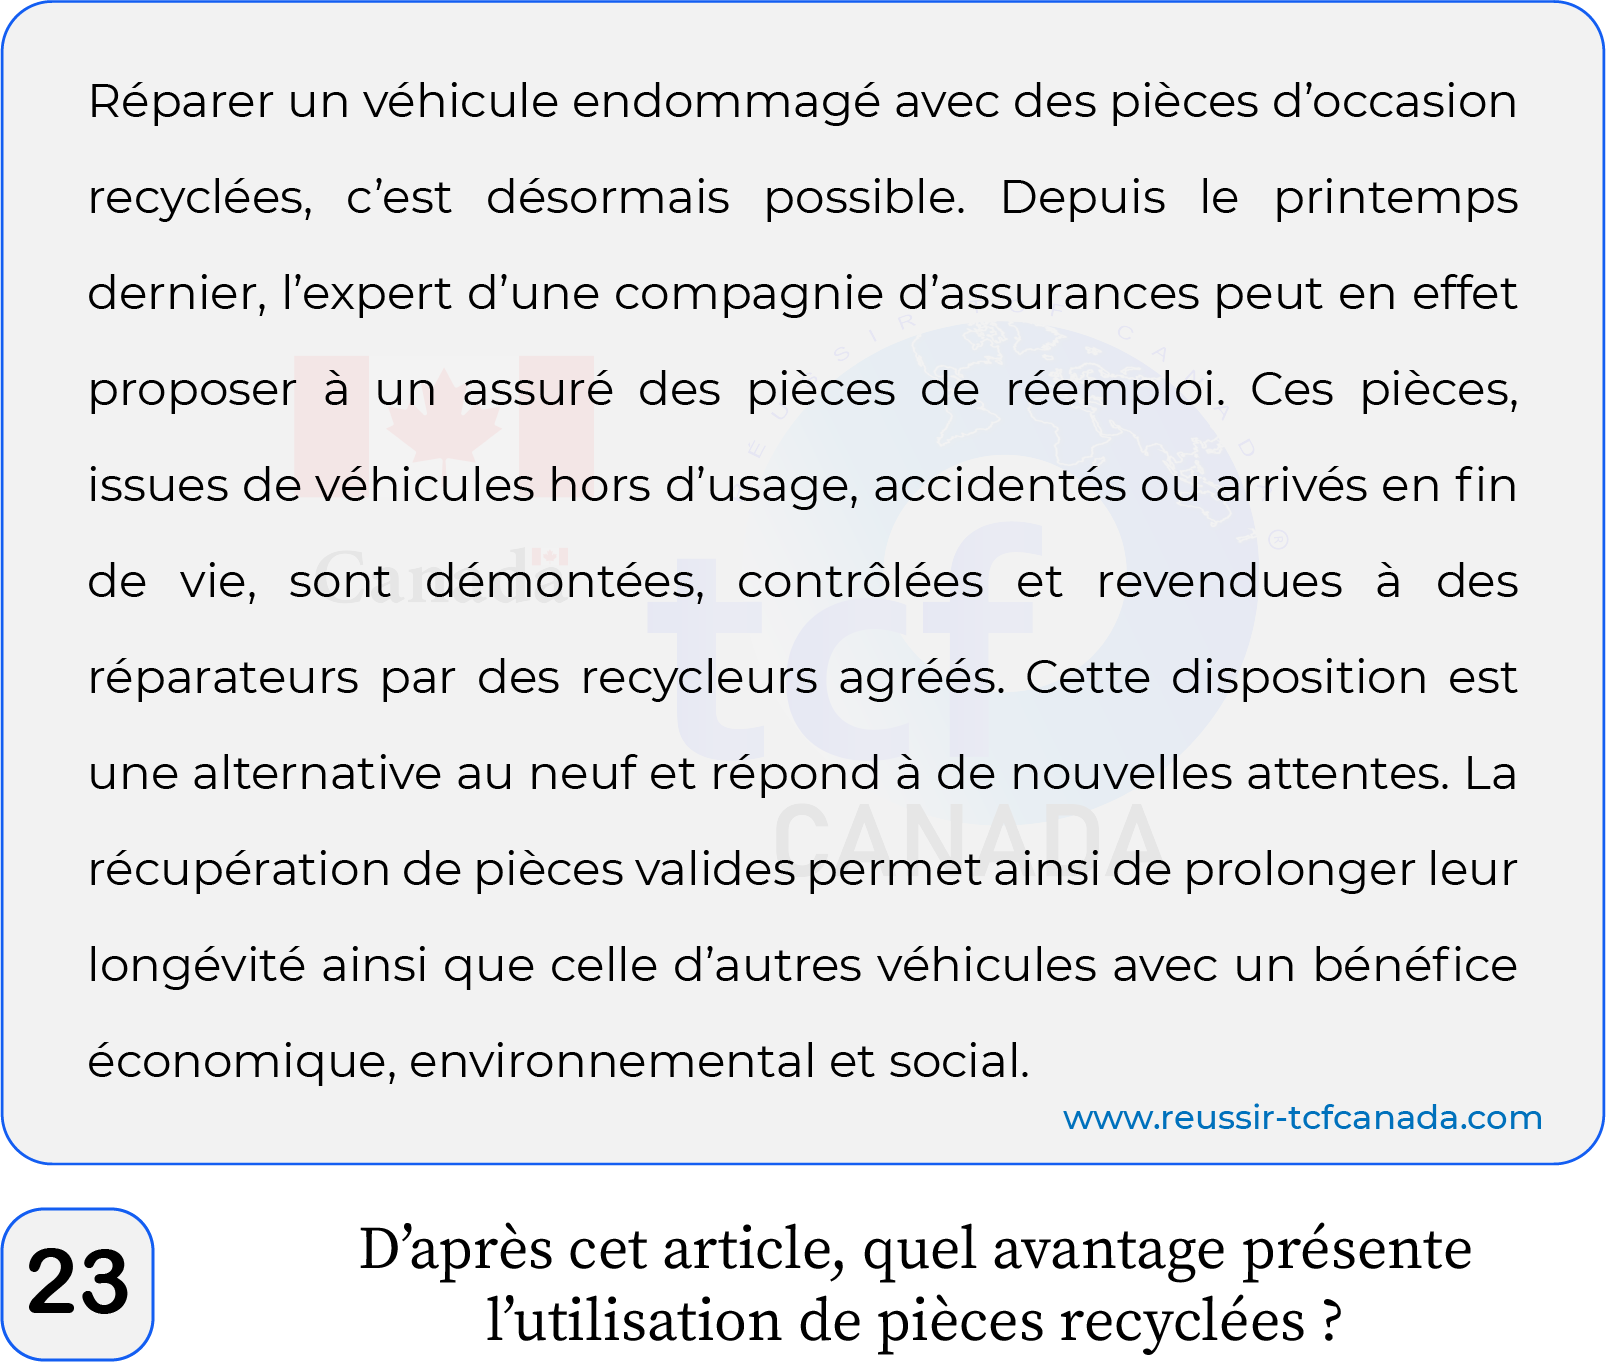 Réparer un véhicule endommagé avec des pièces d’occasion
recyclées, c’est désormais possible. Depuis le printemps
dernier, l’expert d’une compagnie d’assurances peut en effet
proposer à un assuré des pièces de réemploi. Ces pièces,
issues de véhicules hors d’usage, accidentés ou arrivés en fin
de vie, sont démontées, contrôlées et revendues à des
réparateurs par des recycleurs agréés. Cette disposition est
une alternative au neuf et répond à de nouvelles attentes. La
récupération de pièces valides permet ainsi de prolonger leur
longévité ainsi que celle d’autres véhicules avec un bénéfice
économique, environnemental et social.
Canada
tcf
CANADA
www.reussir-tcfcanada.com
23
D’après cet article, quel avantage présente
l’utilisation de pièces recyclées ?